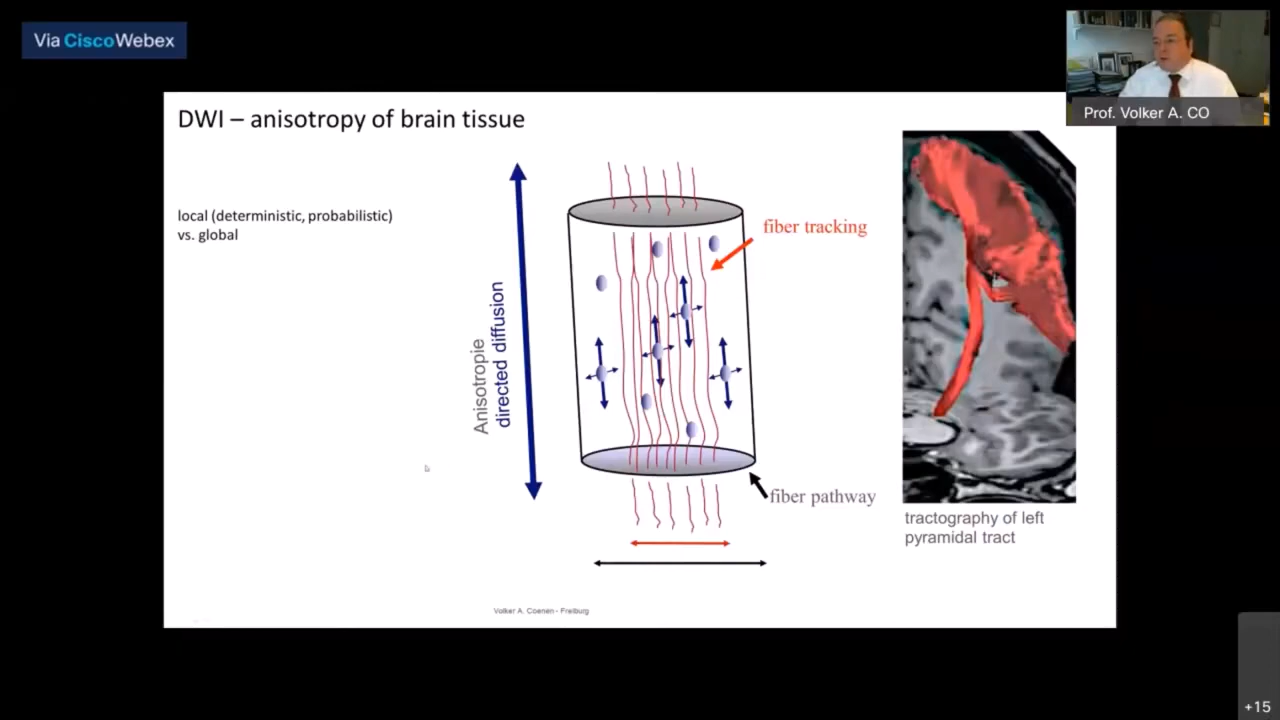 Via CiscoWebex
Prof. Volker A. CO
DWI – anisotropy of brain tissue
local (deterministic, probabilistic)
vs. global
Anisotropie
directed diffusion
fiber tracking
fiber pathway
tractography of left
pyramidal tract
Volker A. Coenen - Freiburg
+15